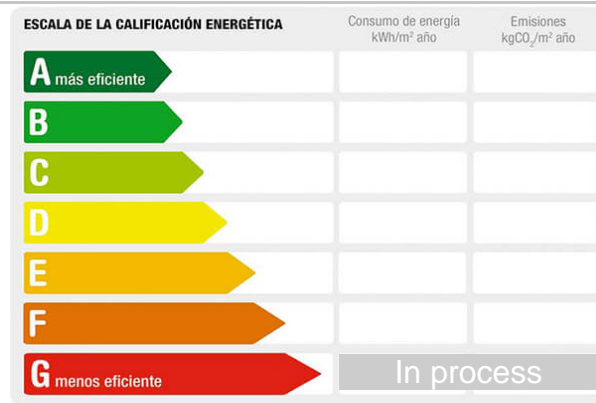 ESCALA DE LA CALIFICACIÓN ENERGÉTICA
Consumo de energía
kWh/m² año
Emisiones
kgCO₂/m² año
A más eficiente
B
C
D
E
F
G menos eficiente
In process